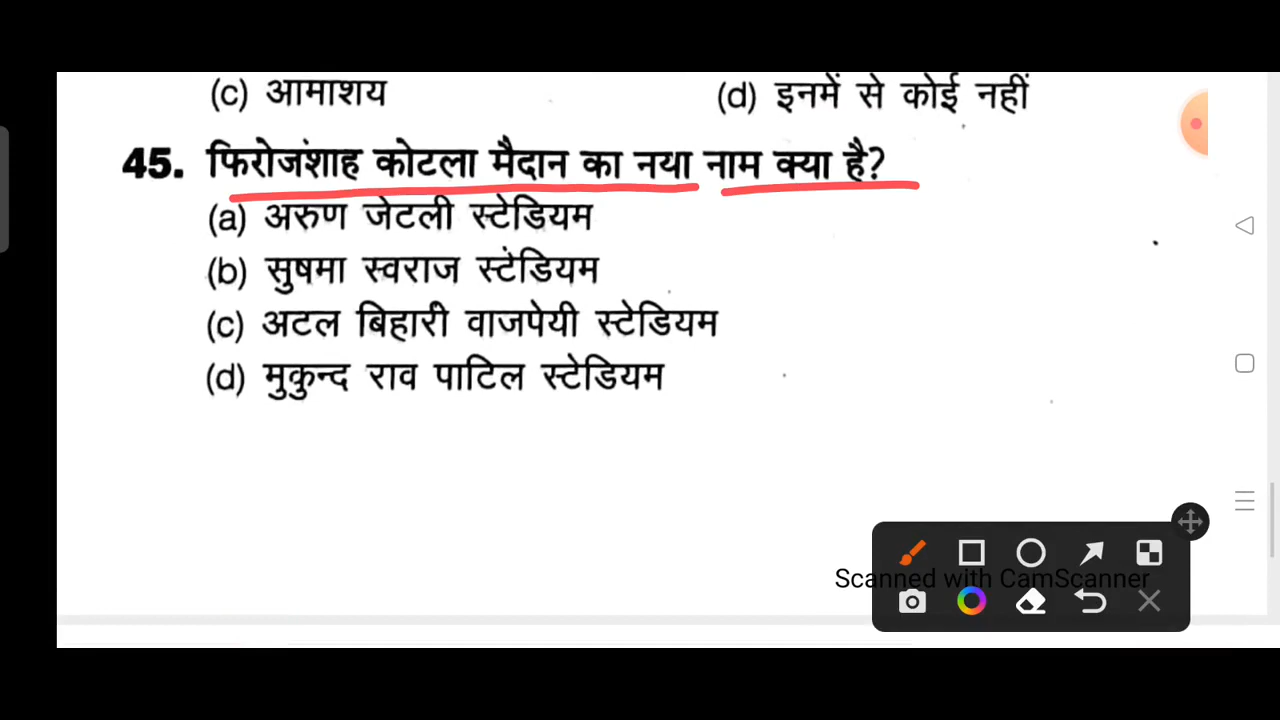 (c) आमाशय (d) इनमें से कोई नहीं
45. फिरोजंशाह कोटला मैदान का नया नाम क्या है?
(a) अरुण जेटली स्टेडियम
(b) सुषमा स्वराज स्टेंडियम
(c) अटल बिहारी वाजपेयी स्टेडियम
(d) मुकुन्द राव पाटिल स्टेडियम
Scanned with CamScanner